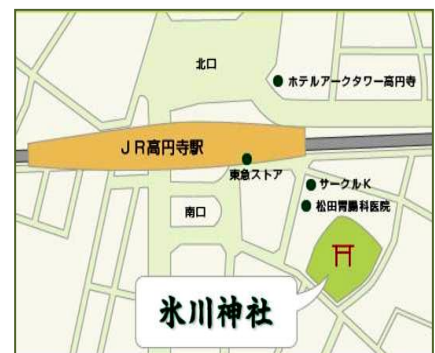 北口
ホテルアークタワー高円寺
JR高円寺駅
東急ストア
サークルK
南口
松田胃腸科医院
氷川神社